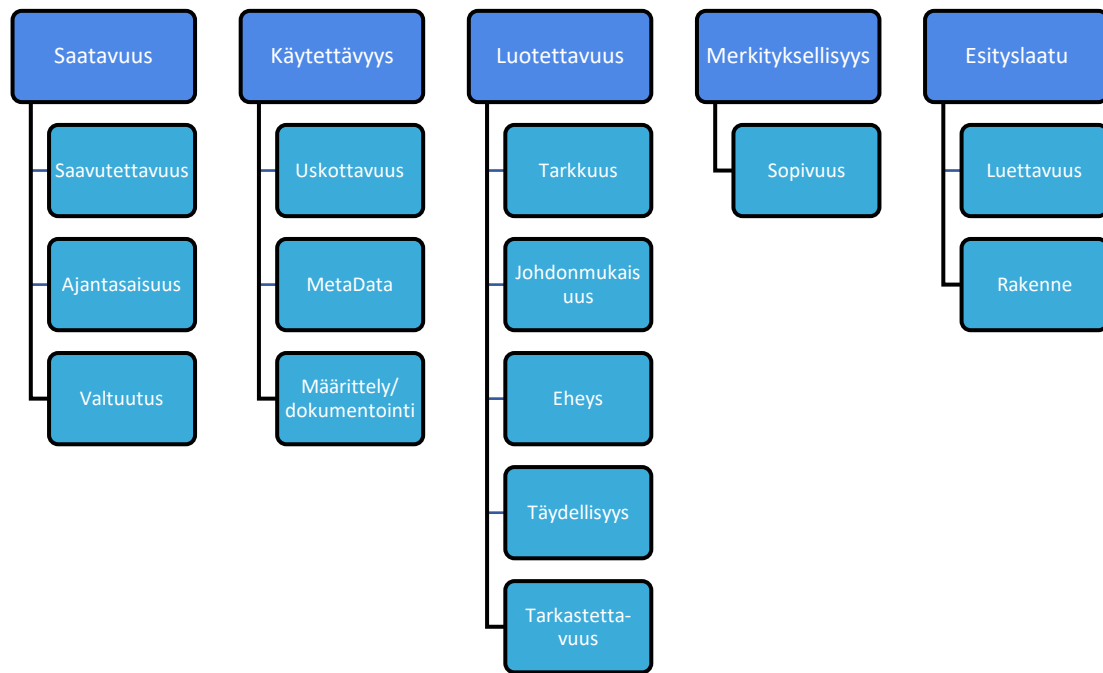 Saatavuus
Saavutettavuus
Ajantasaisuus
Valtuutus
Käytettävyys
Uskottavuus
MetaData
Määrittely/
dokumentointi
Luotettavuus
Tarkkuus
Johdonmukais
uus
Eheys
Täydellisyys
Tarkastetta-
vuus
Merkityksellisyys
Sopivuus
Esityslaatu
Luettavuus
Rakenne